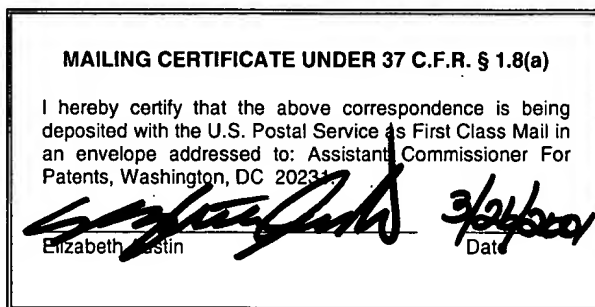 MAILING CERTIFICATE UNDER 37 C.F.R. § 1.8(a)
I hereby certify that the above correspondence is being
deposited with the U.S. Postal Service as First Class Mail in
an envelope addressed to: Assistant Commissioner For
Patents, Washington, DC 20231.
3/26/2001
Elizabeth Austin Date